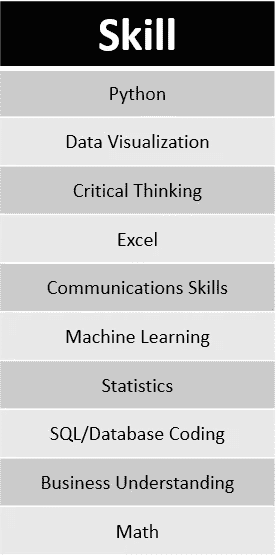 Skill
Python
Data Visualization
Critical Thinking
Excel
Communications Skills
Machine Learning
Statistics
SQL/Database Coding
Business Understanding
Math